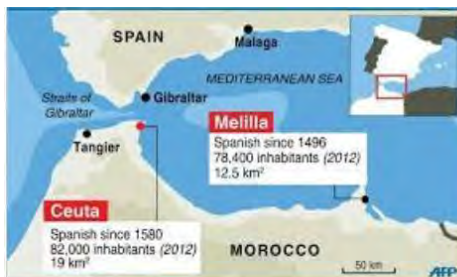 SPAIN
Malaga
MEDITERRANEAN SEA
Straits of
Gibraltar
Gibraltar
Tangier
Melilla
Spanish since 1496
78,400 inhabitants (2012)
12.5 km²
Ceuta
Spanish since 1580
82,000 inhabitants (2012)
19 km²
MOROCCO
50 km
AFP